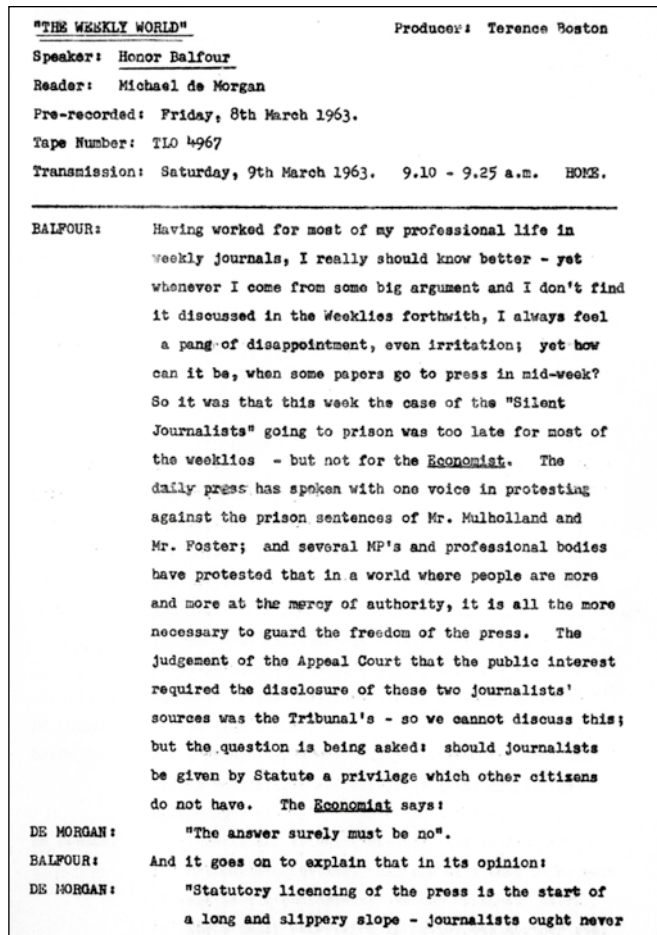 "THE WEEKLY WORLD" Producer: Terence Boston
Speaker: Honor Balfour
Reader: Michael de Morgan
Pre-recorded: Friday, 8th March 1963.
Tape Number: TLO 4967
Transmission: Saturday, 9th March 1963. 9.10 - 9.25 a.m. HOME.
BALFOUR: Having worked for most of my professional life in
weekly journals, I really should know better - yet
whenever I come from some big argument and I don't find
it discussed in the Weeklies forthwith, I always feel
a pang of disappointment, even irritation; yet how
can it be, when some papers go to press in mid-week?
So it was that this week the case of the "Silent
Journalists" going to prison was too late for most of
the weeklies - but not for the Economist. The
daily press has spoken with one voice in protesting
against the prison sentences of Mr. Mulholland and
Mr. Foster; and several MP's and professional bodies
have protested that in a world where people are more
and more at the mercy of authority, it is all the more
necessary to guard the freedom of the press. The
judgement of the Appeal Court that the public interest
required the disclosure of these two journalists'
sources was the Tribunal's - so we cannot discuss this;
but the question is being asked: should journalists
be given by Statute a privilege which other citizens
do not have. The Economist says:
DE MORGAN: "The answer surely must be no".
BALFOUR: And it goes on to explain that in its opinion:
DE MORGAN: "Statutory licencing of the press is the start of
a long and slippery slope - journalists ought never